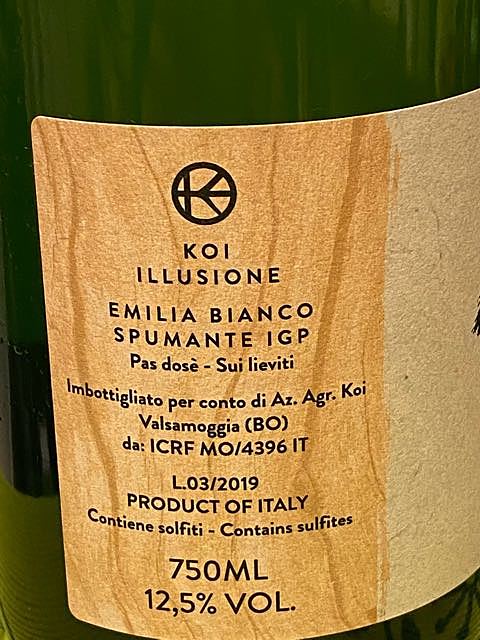 KOI
ILLUSIONE
EMILIA BIANCO
SPUMANTE IGP
Pas dosè - Sui lieviti
Imbottigliato per conto di Az. Agr. Koi
Valsamoggia (BO)
da: ICRF MO/4396 IT
L.03/2019
PRODUCT OF ITALY
Contiene solfiti - Contains sulfites
750ML
12,5% VOL.